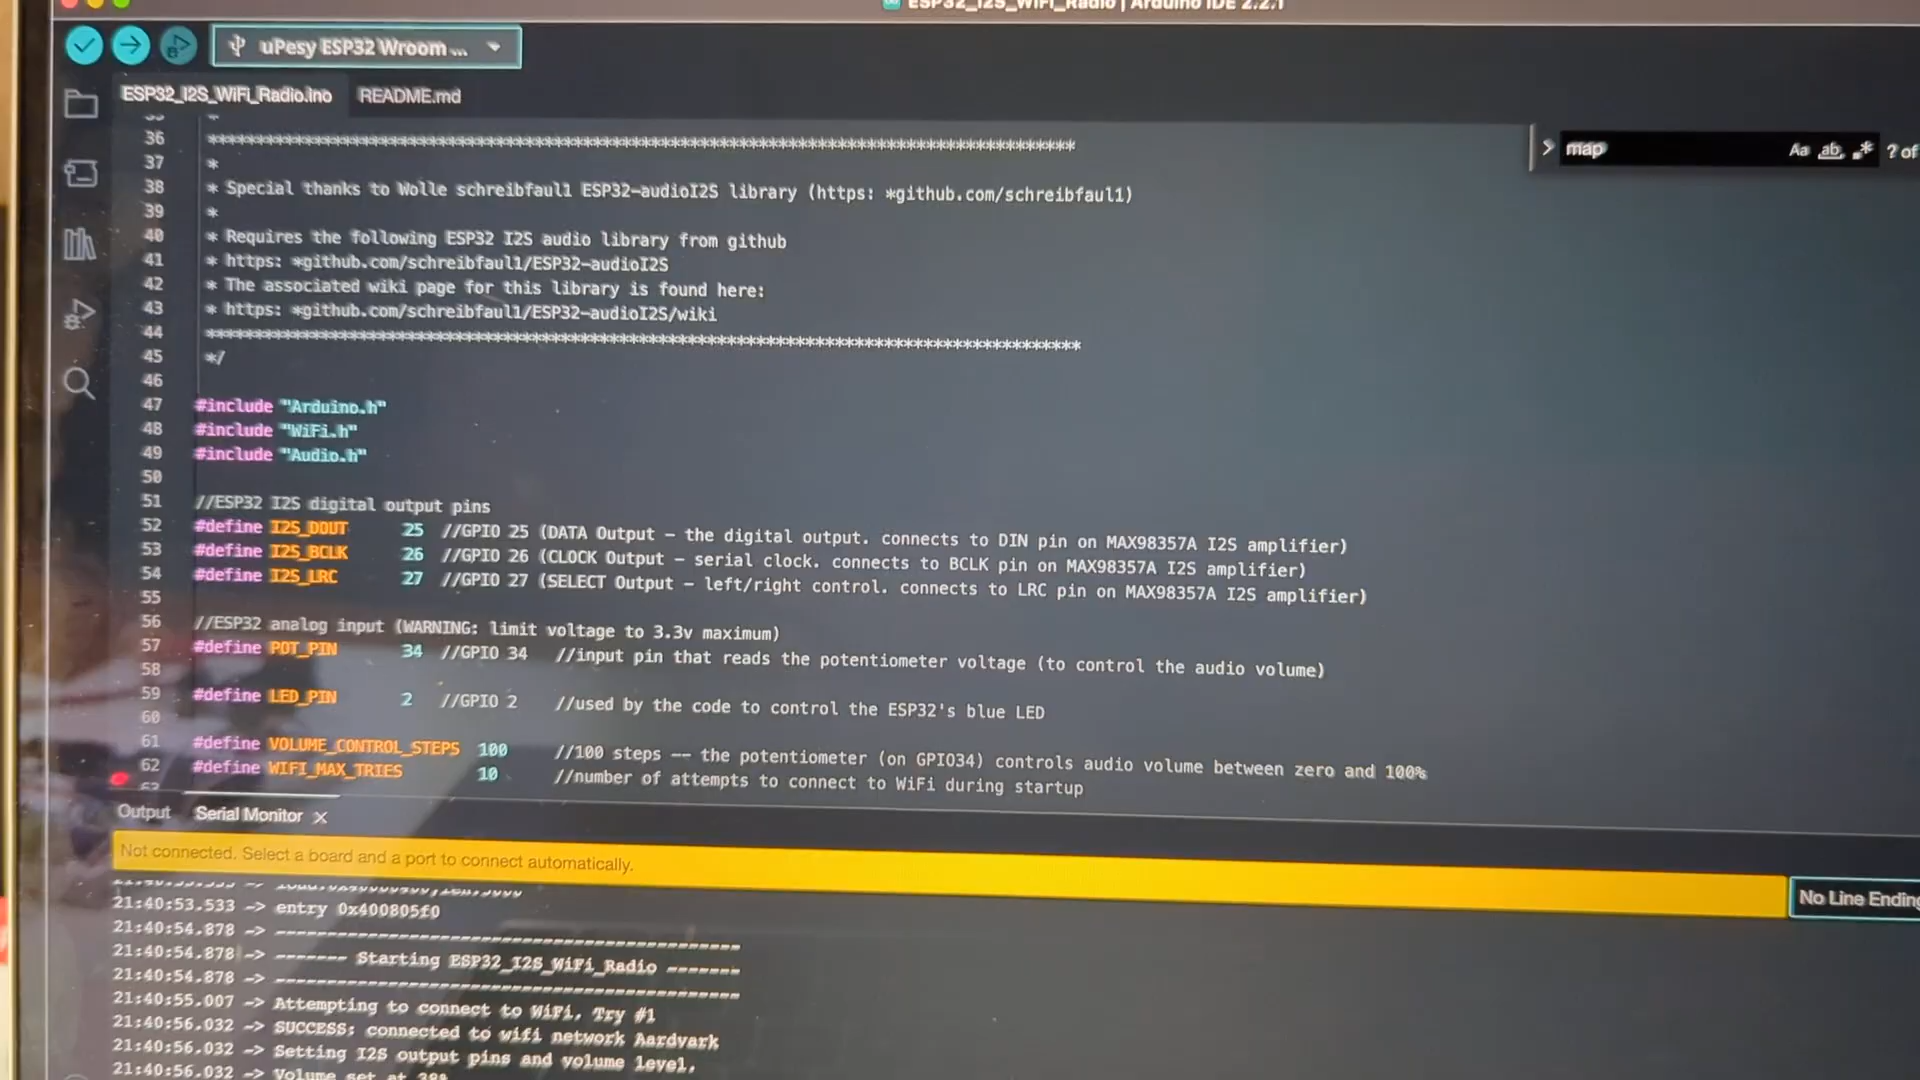 ESP32_I2S_WiFi_Radio | Arduino IDE 2.2.1
uPesy ESP32 Wroom ...
ESP32_I2S_WiFi_Radio.ino README.md
map Aa ab .* ? of
36 *******************************************************************************************
37 *
38 * Special thanks to Wolle schreibfaul1 ESP32-audioI2S library (https: *github.com/schreibfaul1)
39 *
40 * Requires the following ESP32 I2S audio library from github
41 * https: *github.com/schreibfaul1/ESP32-audioI2S
42 * The associated wiki page for this library is found here:
43 * https: *github.com/schreibfaul1/ESP32-audioI2S/wiki
44 *******************************************************************************************
45 */
46
47 #include "Arduino.h"
48 #include "WiFi.h"
49 #include "Audio.h"
50
51 //ESP32 I2S digital output pins
52 #define I2S_DOUT 25 //GPIO 25 (DATA Output – the digital output. connects to DIN pin on MAX98357A I2S amplifier)
53 #define I2S_BCLK 26 //GPIO 26 (CLOCK Output – serial clock. connects to BCLK pin on MAX98357A I2S amplifier)
54 #define I2S_LRC 27 //GPIO 27 (SELECT Output – left/right control. connects to LRC pin on MAX98357A I2S amplifier)
55
56 //ESP32 analog input (WARNING: limit voltage to 3.3v maximum)
57 #define POT_PIN 34 //GPIO 34 //input pin that reads the potentiometer voltage (to control the audio volume)
58
59 #define LED_PIN 2 //GPIO 2 //used by the code to control the ESP32's blue LED
60
61 #define VOLUME_CONTROL_STEPS 100 //100 steps -- the potentiometer (on GPIO34) controls audio volume between zero and 100%
62 #define WIFI_MAX_TRIES 10 //number of attempts to connect to WiFi during startup
63
Output Serial Monitor X
Not connected. Select a board and a port to connect automatically.
No Line Ending
21:40:53.533 -> entry 0x400805f0
21:40:54.878 -> -----------------------------------------------
21:40:54.878 -> ------- Starting ESP32_I2S_WiFi_Radio -------
21:40:54.878 -> -----------------------------------------------
21:40:55.007 -> Attempting to connect to WiFi, Try #1
21:40:56.032 -> SUCCESS: connected to wifi network Aardvark
21:40:56.032 -> Setting I2S output pins and volume level,
21:40:56.032 -> Volume set at